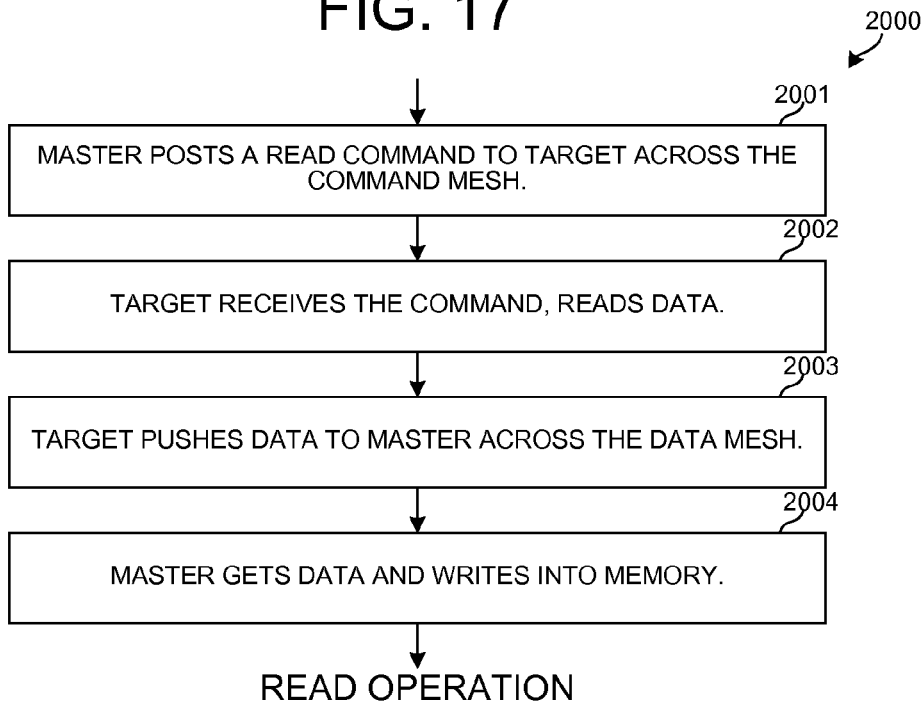 FIG. 17
2000
2001
MASTER POSTS A READ COMMAND TO TARGET ACROSS THE
COMMAND MESH.
2002
TARGET RECEIVES THE COMMAND, READS DATA.
2003
TARGET PUSHES DATA TO MASTER ACROSS THE DATA MESH.
2004
MASTER GETS DATA AND WRITES INTO MEMORY.
READ OPERATION